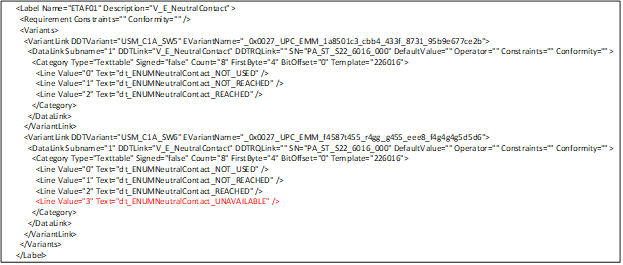 <Label Name="ETAF01" Description="V_E_NeutralContact" >
<Requirement Constraints="" Conformity="" />
<Variants>
<VariantLink DDTVariant="USM_C1A_SW5" EVariantName="_0x0027_UPC_EMM_1a8501c3_cbb4_433f_8731_95b9e677ce2b">
<DataLink Subname="1" DDTLink="V_E_NeutralContact" DDTRQLink="" SN="PA_ST_S22_6016_000" DefaultValue="" Operator="" Constraints="" Conformity="" >
<Category Type="Texttable" Signed="false" Count="8" FirstByte="4" BitOffset="0" Template="226016">
<Line Value="0" Text="dt_ENUMNeutralContact_NOT_USED" />
<Line Value="1" Text="dt_ENUMNeutralContact_NOT_REACHED" />
<Line Value="2" Text="dt_ENUMNeutralContact_REACHED" />
</Category>
</DataLink>
</VariantLink>
<VariantLink DDTVariant="USM_C1A_SW6" EVariantName="_0x0027_UPC_EMM_f4587t455_r4gg_g455_eee8_f4g4g4g5d5d6">
<DataLink Subname="1" DDTLink="V_E_NeutralContact" DDTRQLink="" SN="PA_ST_S22_6016_000" DefaultValue="" Operator="" Constraints="" Conformity="" >
<Category Type="Texttable" Signed="false" Count="8" FirstByte="4" BitOffset="0" Template="226016">
<Line Value="0" Text="dt_ENUMNeutralContact_NOT_USED" />
<Line Value="1" Text="dt_ENUMNeutralContact_NOT_REACHED" />
<Line Value="2" Text="dt_ENUMNeutralContact_REACHED" />
<Line Value="3" Text="dt_ENUMNeutralContact_UNAVAILABLE" />
</Category>
</DataLink>
</VariantLink>
</Variants>
</Label>